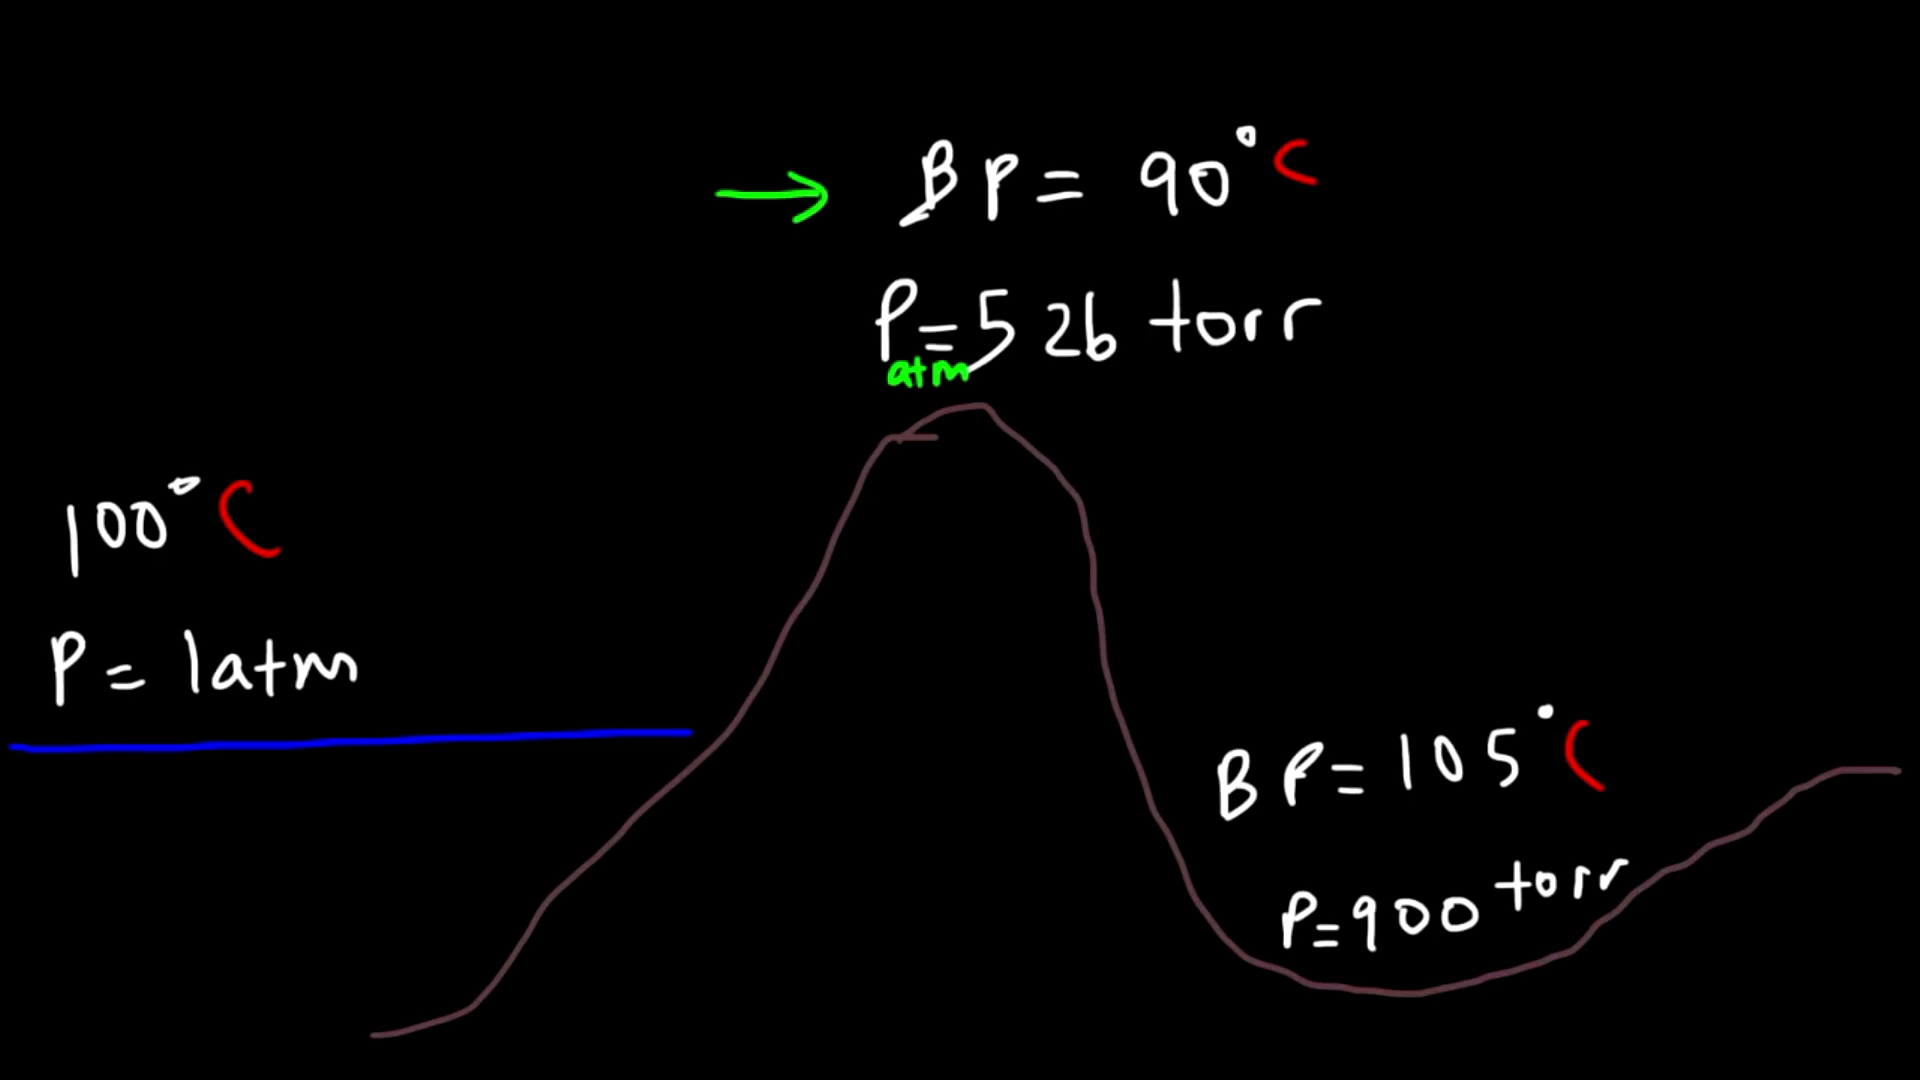 BP = 90°C
P = 526 torr
atm
100°C
P = 1atm
BP = 105°C
P = 900 torr